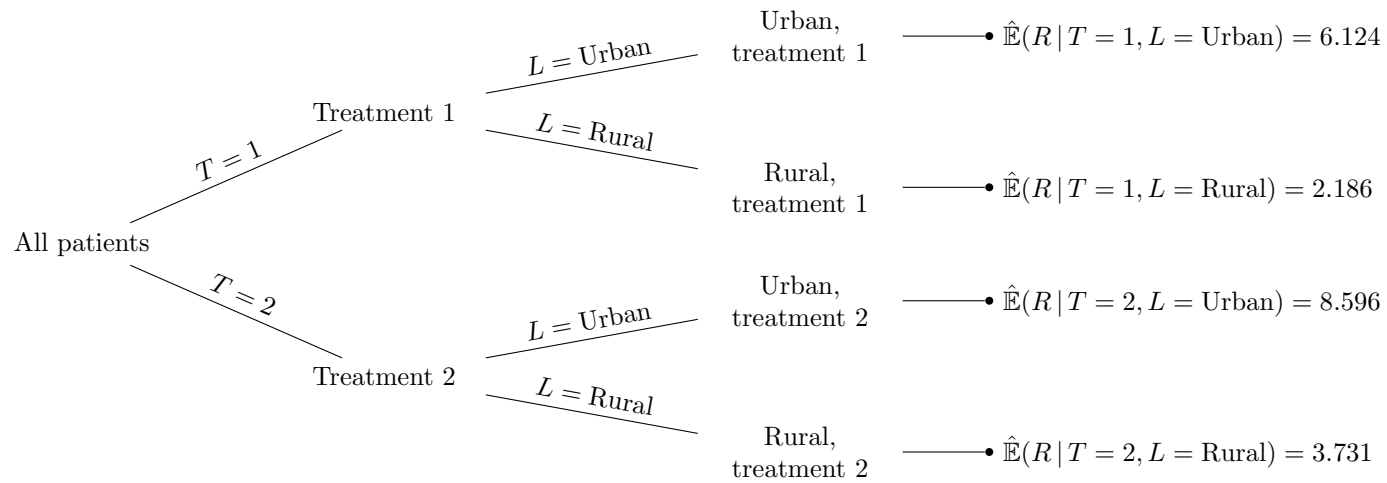 Urban,
treatment 1
𝔼̂(R | T = 1, L = Urban) = 6.124
L = Urban
Treatment 1
L = Rural
T = 1
Rural,
treatment 1
𝔼̂(R | T = 1, L = Rural) = 2.186
All patients
T = 2
Urban,
treatment 2
𝔼̂(R | T = 2, L = Urban) = 8.596
L = Urban
Treatment 2
L = Rural
Rural,
treatment 2
𝔼̂(R | T = 2, L = Rural) = 3.731